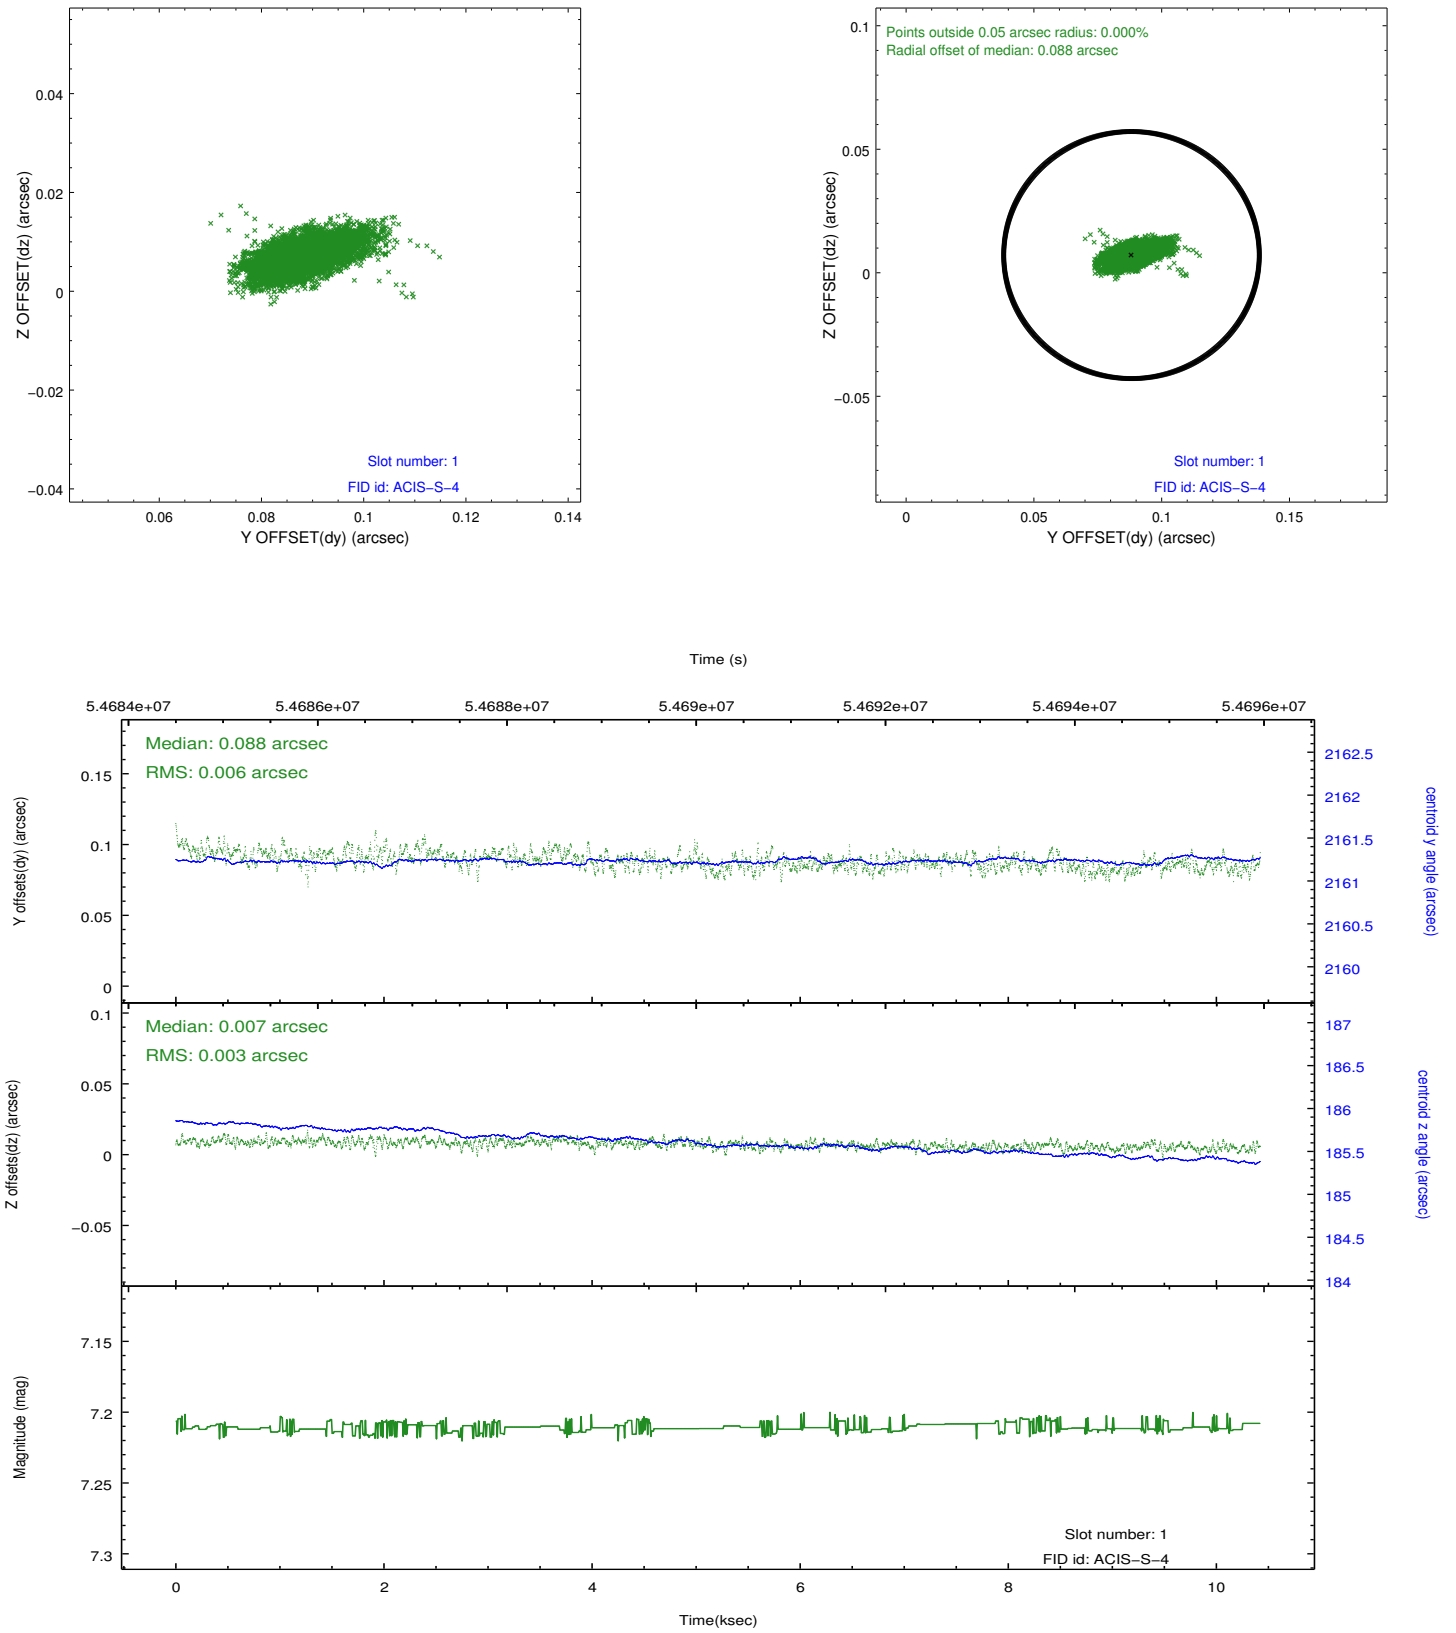 0.04
0.02
0
−0.02
−0.04
Z OFFSET(dz) (arcsec)
Slot number: 1
FID id: ACIS−S−4
0.06 0.08 0.1 0.12 0.14
Y OFFSET(dy) (arcsec)
Points outside 0.05 arcsec radius: 0.000%
Radial offset of median: 0.088 arcsec
0.1
0.05
0
−0.05
Z OFFSET(dz) (arcsec)
Slot number: 1
FID id: ACIS−S−4
0 0.05 0.1 0.15
Y OFFSET(dy) (arcsec)
Time (s)
5.4684e+07 5.4686e+07 5.4688e+07 5.469e+07 5.4692e+07 5.4694e+07 5.4696e+07
Median: 0.088 arcsec
RMS: 0.006 arcsec
0.15
0.1
0.05
0
Y offsets(dy) (arcsec)
2162.5
2162
2161.5
2161
2160.5
2160
centroid y angle (arcsec)
Median: 0.007 arcsec
RMS: 0.003 arcsec
0.1
0.05
0
−0.05
Z offsets(dz) (arcsec)
187
186.5
186
185.5
185
184.5
184
centroid z angle (arcsec)
7.15
7.2
7.25
7.3
Magnitude (mag)
Slot number: 1
FID id: ACIS−S−4
0 2 4 6 8 10
Time(ksec)